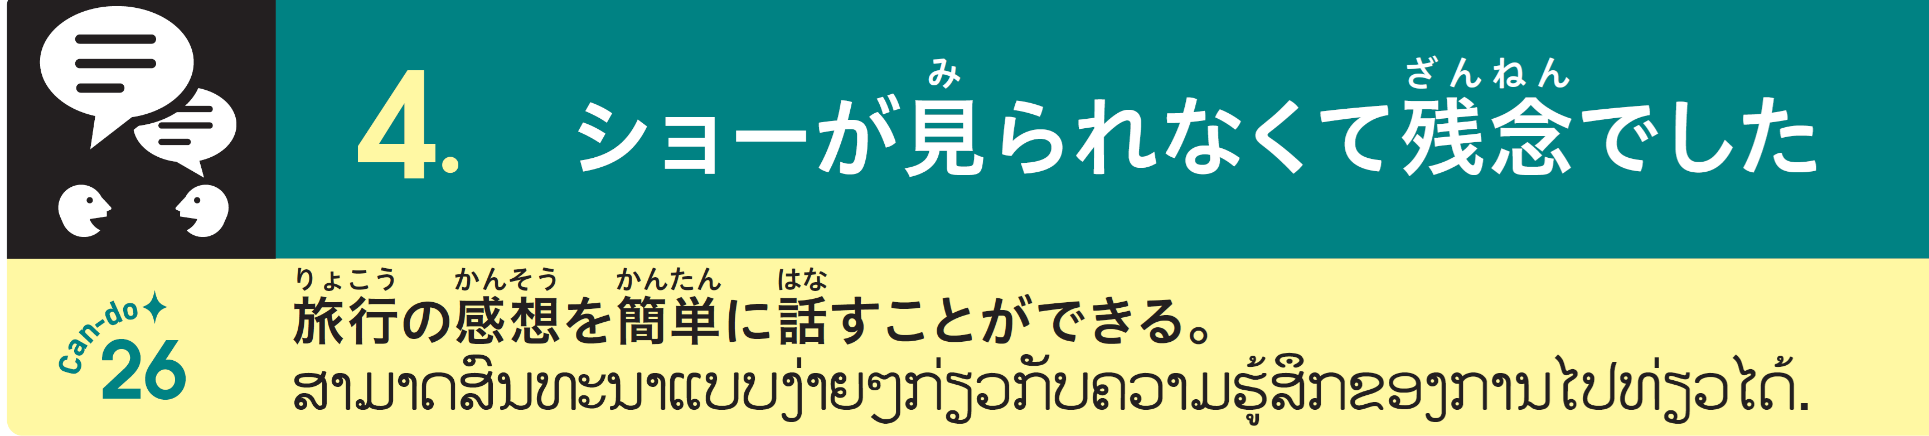 4. ショーが見られなくて残念でした
み ざんねん
Can-do 26
りょこう かんそう かんたん はな
旅行の感想を簡単に話すことができる。
ສາມາດສົນທະນາແບບງ່າຍໆກ່ຽວກັບຄວາມຮູ້ສຶກຂອງການໄປທ່ຽວໄດ້.